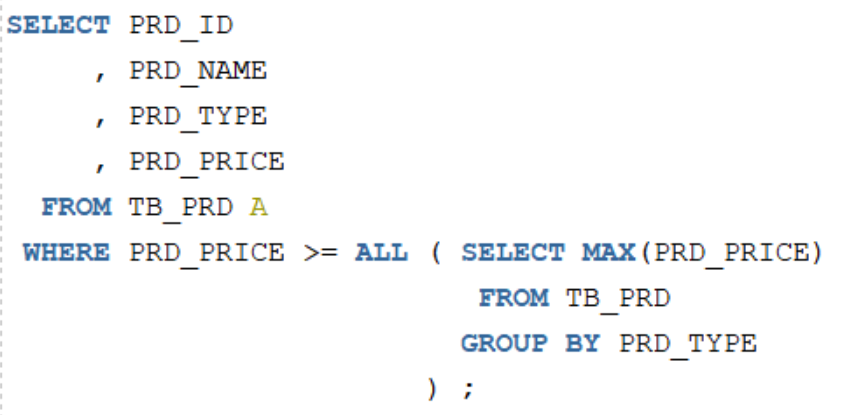 SELECT PRD_ID
, PRD_NAME
, PRD_TYPE
, PRD_PRICE
FROM TB_PRD A
WHERE PRD_PRICE >= ALL ( SELECT MAX(PRD_PRICE)
FROM TB_PRD
GROUP BY PRD_TYPE
) ;